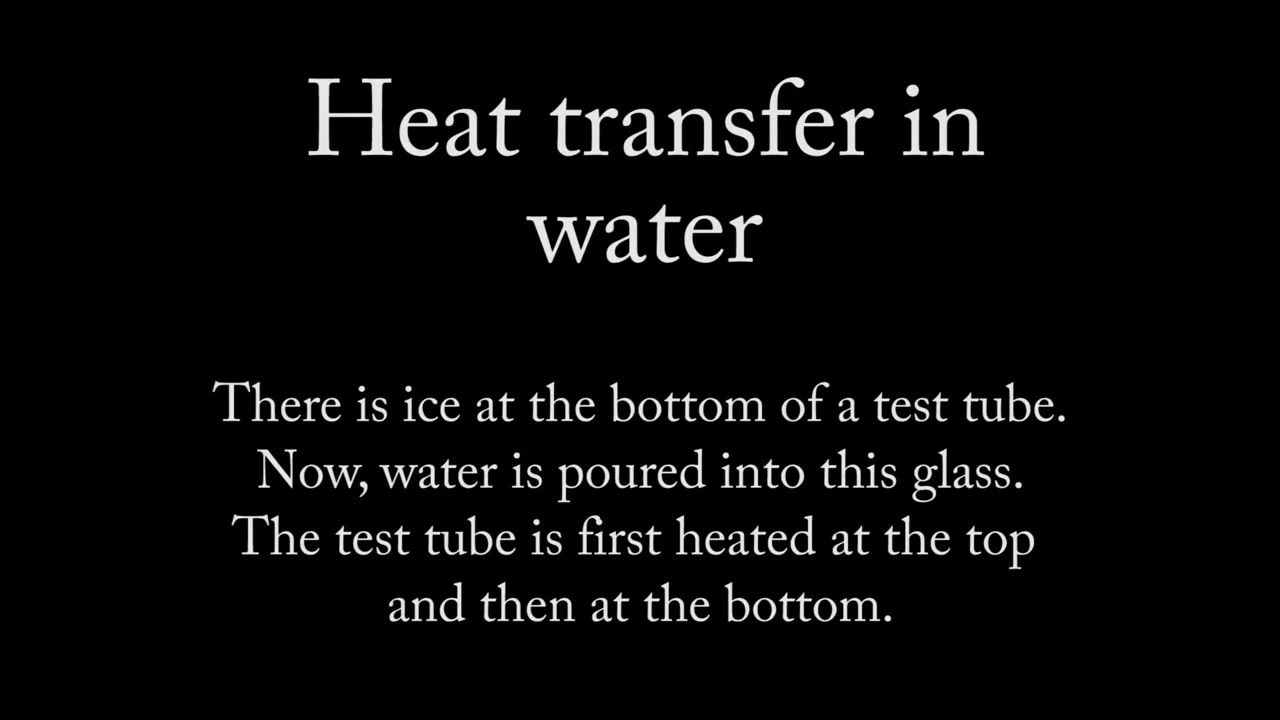 Heat transfer in
water
There is ice at the bottom of a test tube.
Now, water is poured into this glass.
The test tube is first heated at the top
and then at the bottom.